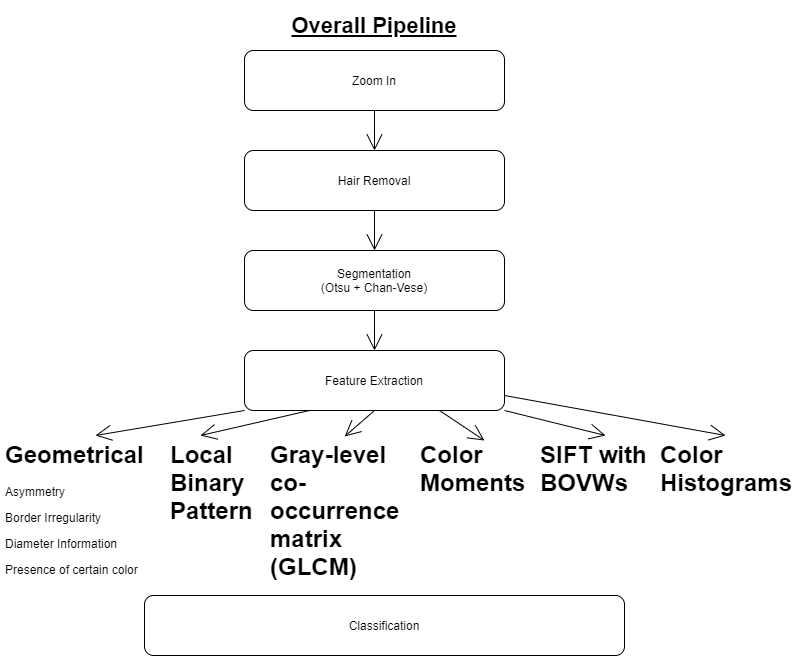 Overall Pipeline
Zoom In
Hair Removal
Segmentation
(Otsu + Chan-Vese)
Feature Extraction
Geometrical
Asymmetry
Border Irregularity
Diameter Information
Presence of certain color
Local
Binary
Pattern
Gray-level
co-
occurrence
matrix
(GLCM)
Color
Moments
SIFT with
BOVWs
Color
Histograms
Classification